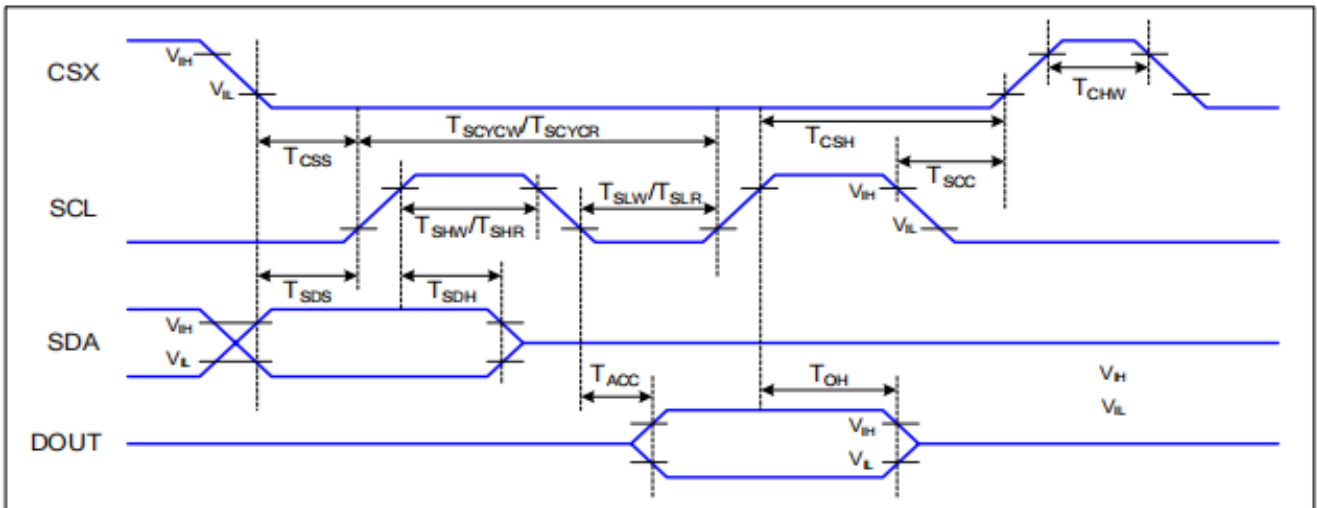 CSX
VIH
VIL
TCHW
TSCYCW/TSCYCR
TCSS
TCSH
TSCC
SCL
TSLW/TSLR
VIH
TSHW/TSHR
VIL
TSDS
TSDH
SDA
VIH
VIL
TACC
TOH
VIH
VIL
DOUT
VIH
VIL